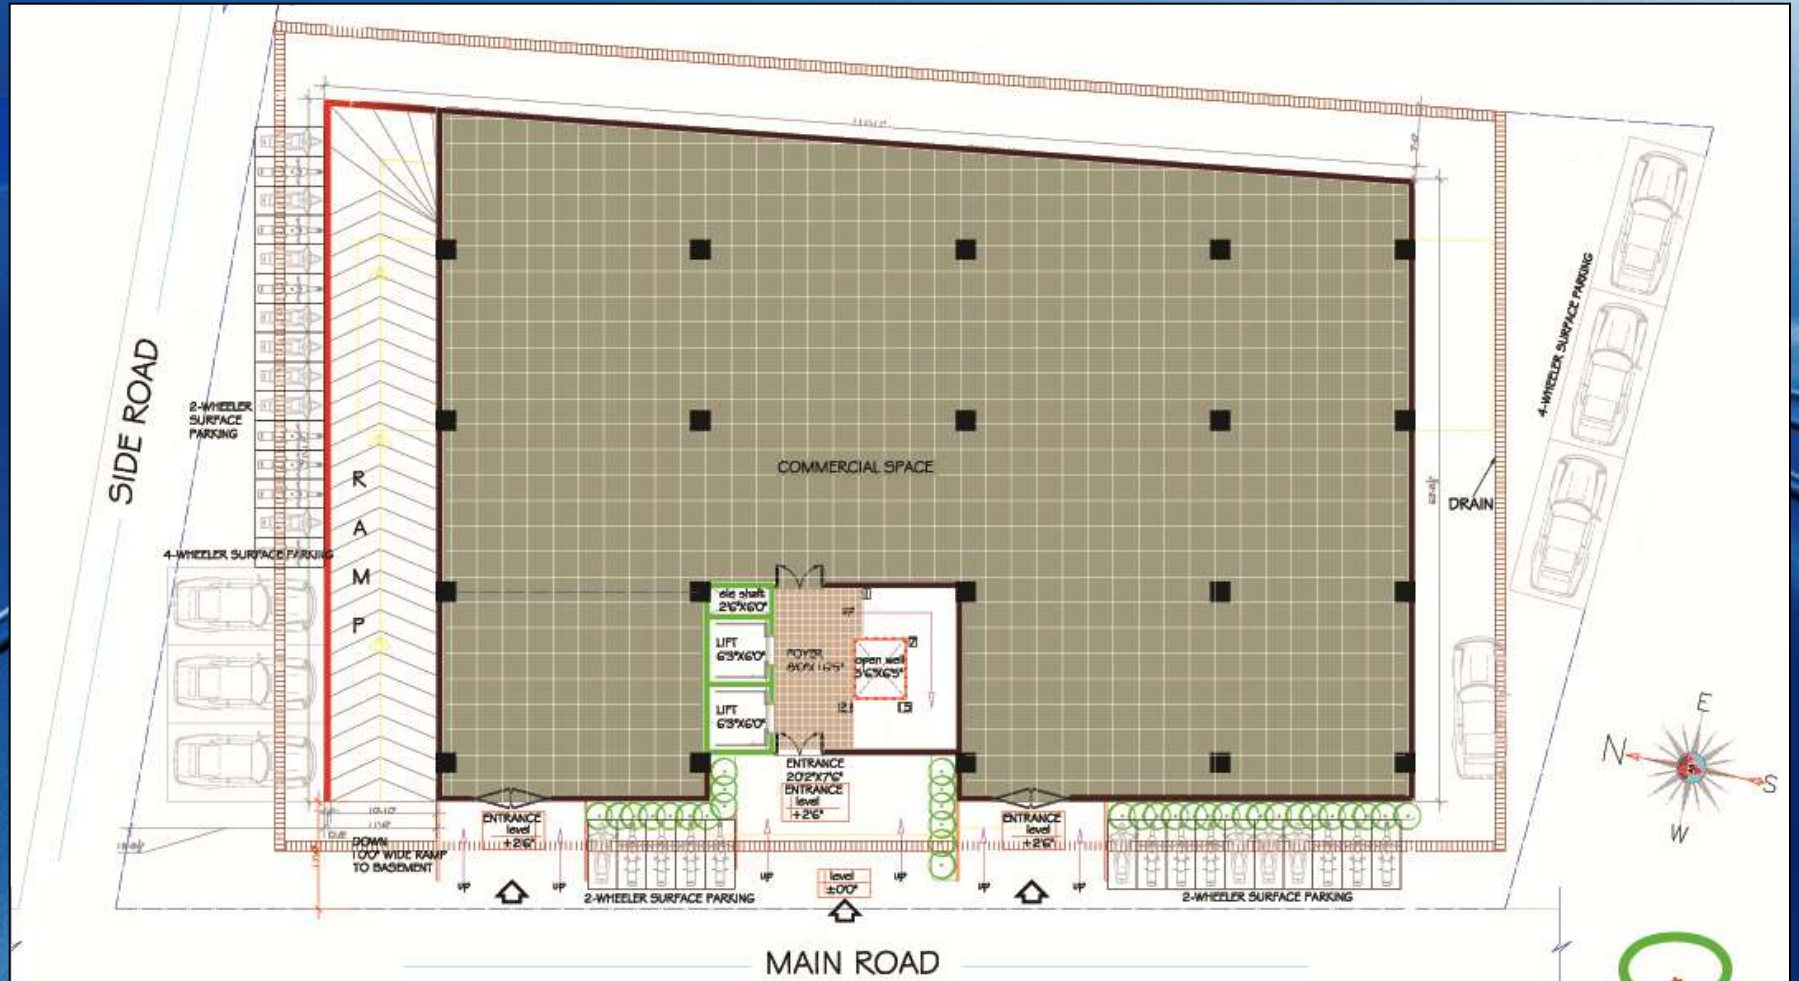 SIDE ROAD
2-WHEELER
SURFACE
PARKING
4-WHEELER SURFACE PARKING
R
A
M
P
COMMERCIAL SPACE
ele shaft
2'6"X6'0"
LIFT
6'3"X6'0"
LIFT
6'3"X6'0"
FOYER
UP
open well
ENTRANCE
20'2"X7'6"
ENTRANCE
level
+2'6"
ENTRANCE
level
+2'6"
ENTRANCE
level
+2'6"
10'-10"
DOWN
10'0" WIDE RAMP
TO BASEMENT
up
up
up
up
up
up
level
±0'0"
2-WHEELER SURFACE PARKING
2-WHEELER SURFACE PARKING
4-WHEELER SURFACE PARKING
DRAIN
E
N
S
W
MAIN ROAD